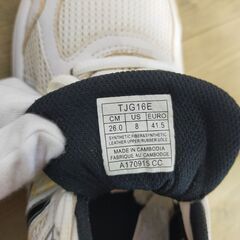 TJG16E
CM US EURO
26.0 8 41.5
SYNTHETIC FIBER&SYNTHETIC
LEATHER UPPER/RUBBER SOLE
MADE IN CAMBODIA
FABRIQUE AU CAMBODGE
A170915 CC